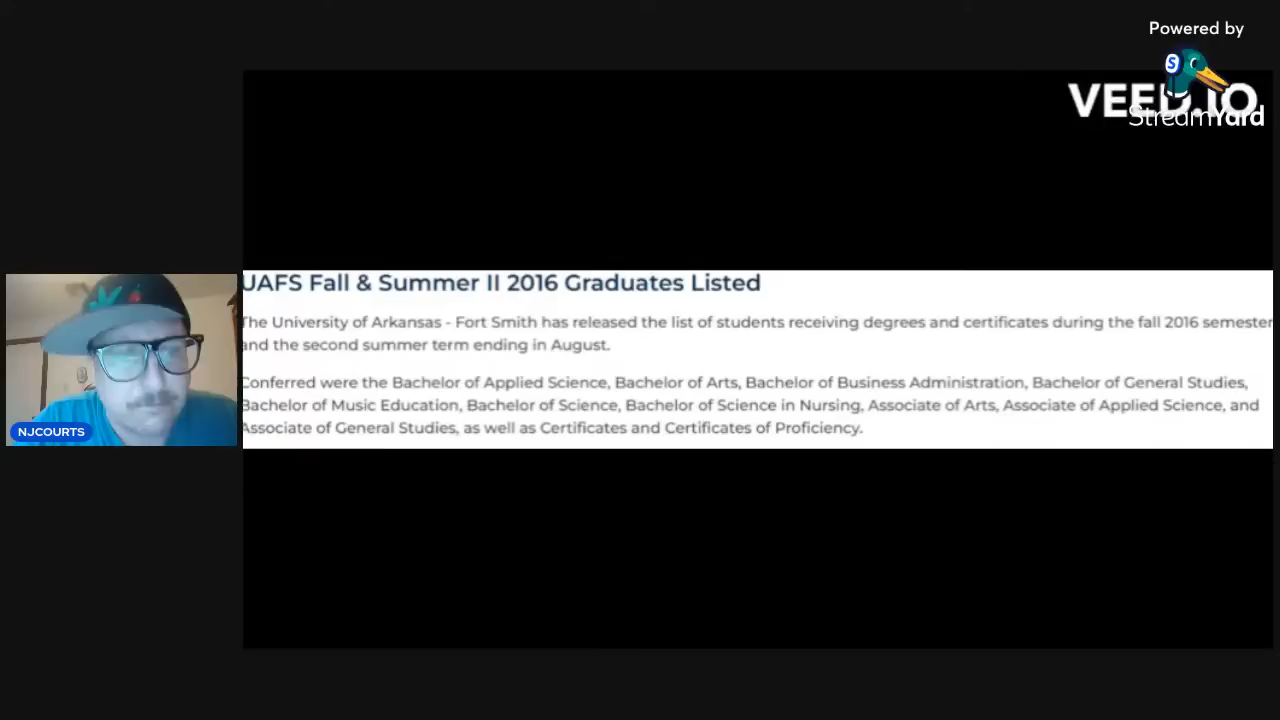 Powered by
VEED.IO
StreamYard
UAFS Fall & Summer II 2016 Graduates Listed
The University of Arkansas - Fort Smith has released the list of students receiving degrees and certificates during the fall 2016 semester
and the second summer term ending in August.
Conferred were the Bachelor of Applied Science, Bachelor of Arts, Bachelor of Business Administration, Bachelor of General Studies,
Bachelor of Music Education, Bachelor of Science, Bachelor of Science in Nursing, Associate of Arts, Associate of Applied Science, and
Associate of General Studies, as well as Certificates and Certificates of Proficiency.
NJCOURTS